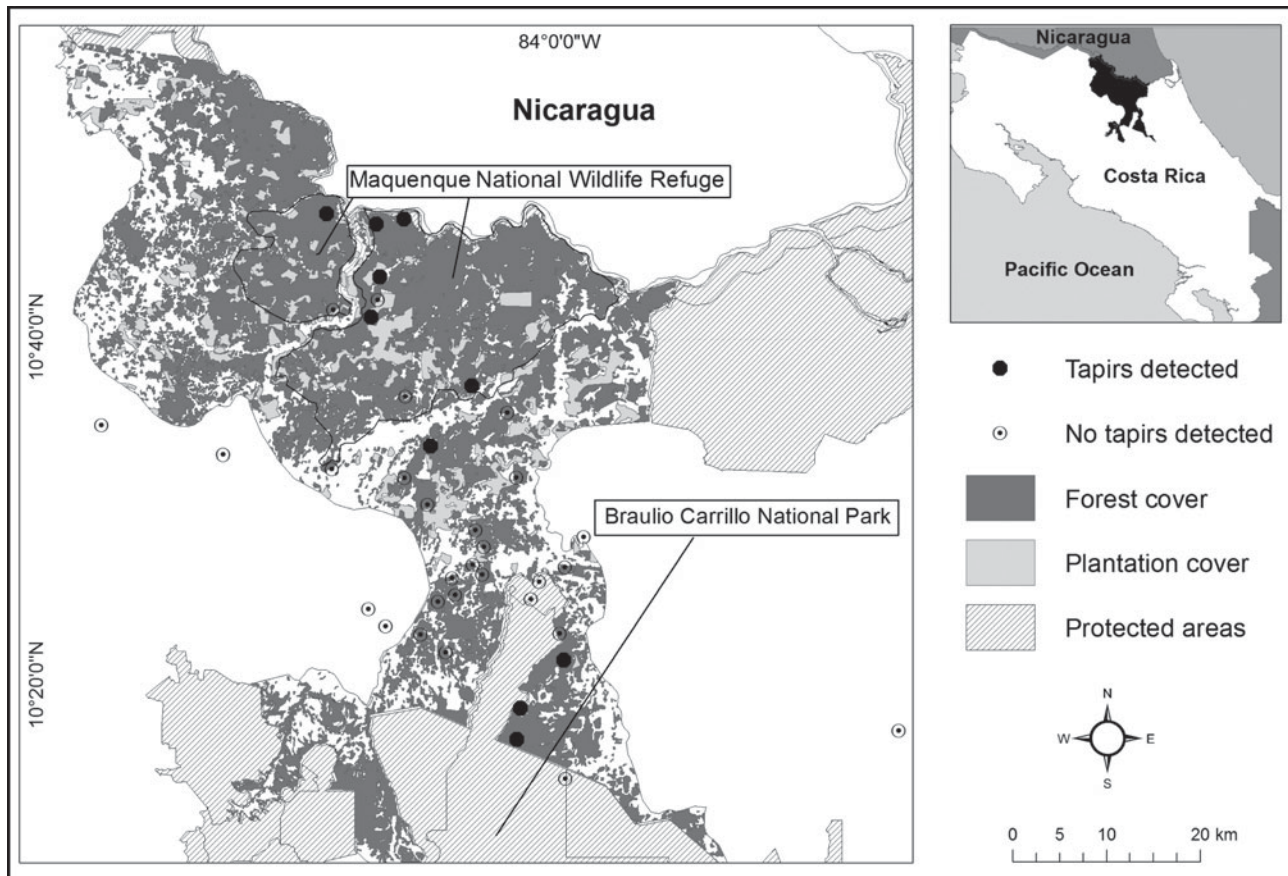 84°0'0"W
Nicaragua
Maquenque National Wildlife Refuge
10°40'0"N
Braulio Carrillo National Park
10°20'0"N
Nicaragua
Costa Rica
Pacific Ocean
Tapirs detected
No tapirs detected
Forest cover
Plantation cover
Protected areas
N
W E
S
0 5 10 20 km